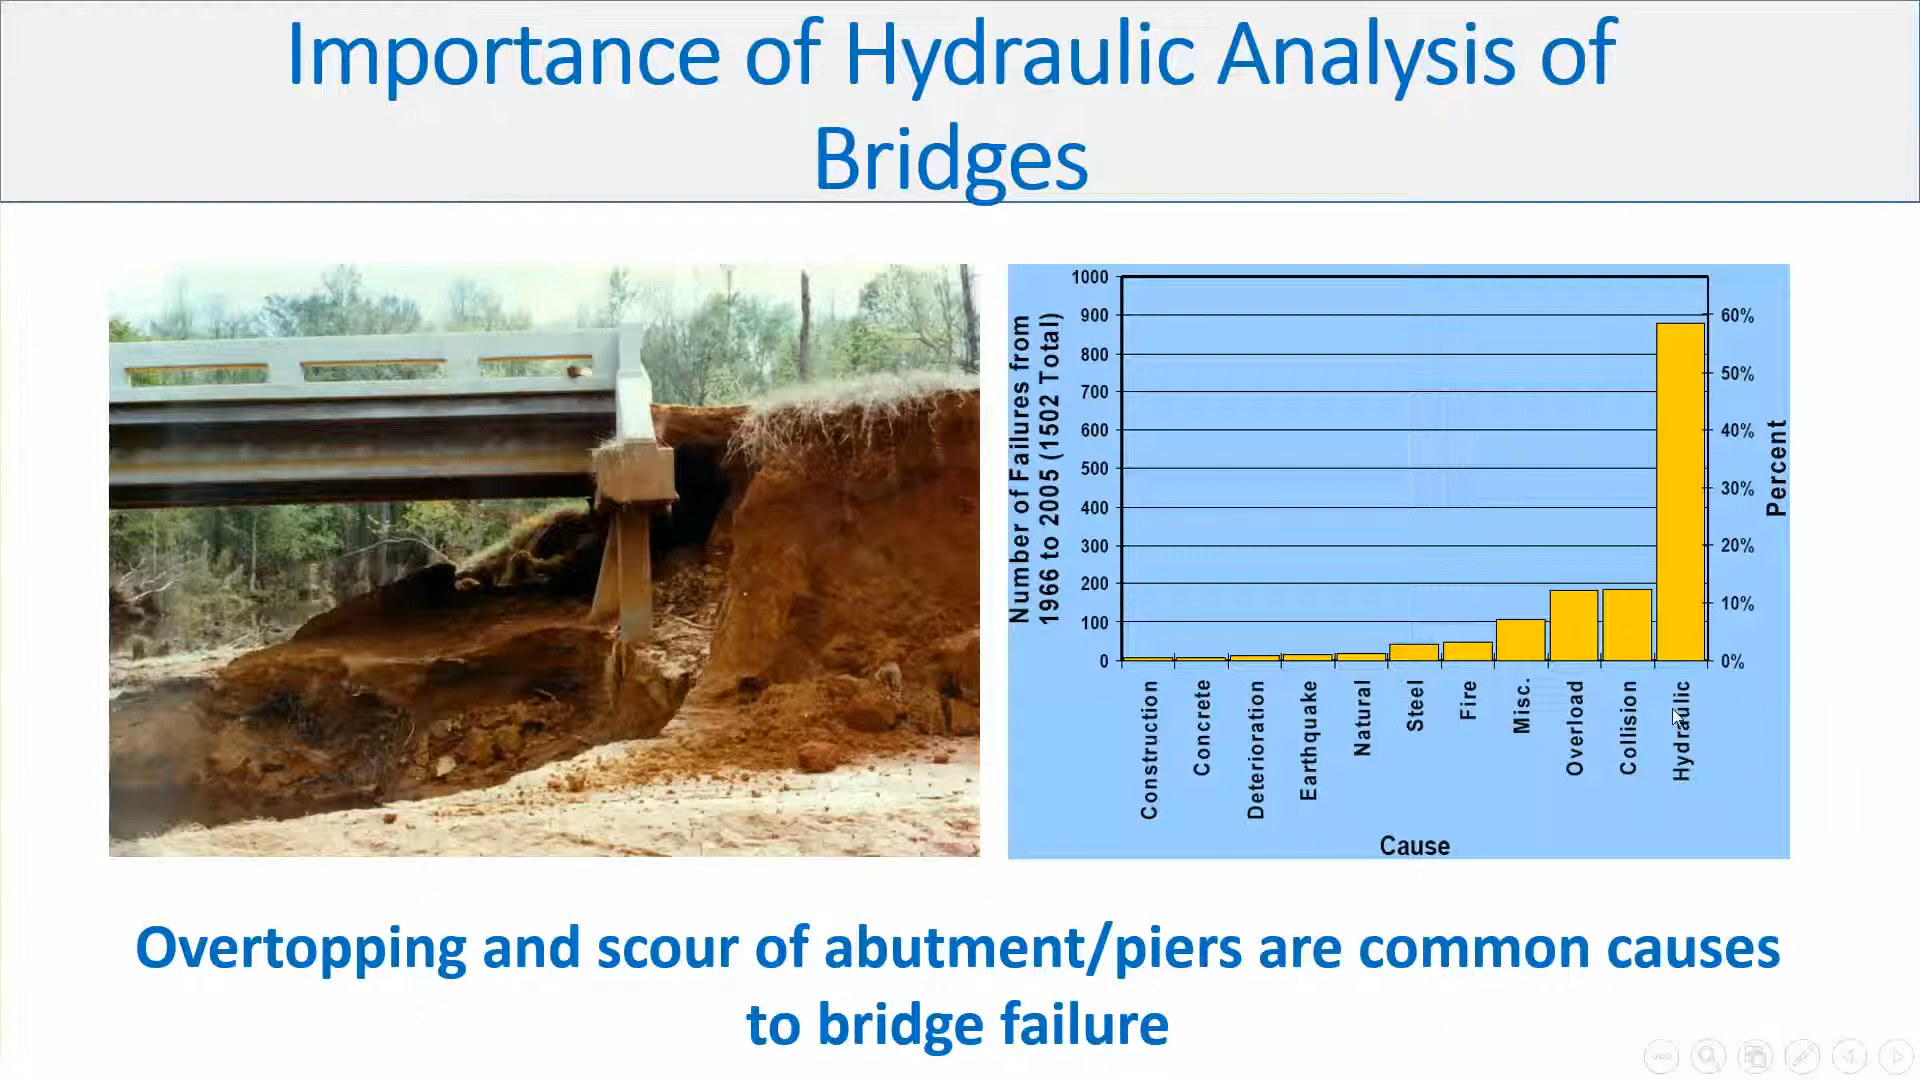 Importance of Hydraulic Analysis of
Bridges
Number of Failures from
1966 to 2005 (1502 Total)
1000
900
800
700
600
500
400
300
200
100
0
60%
50%
40%
30%
20%
10%
0%
Percent
Construction
Concrete
Deterioration
Earthquake
Natural
Steel
Fire
Misc.
Overload
Collision
Hydraulic
Cause
Overtopping and scour of abutment/piers are common causes
to bridge failure